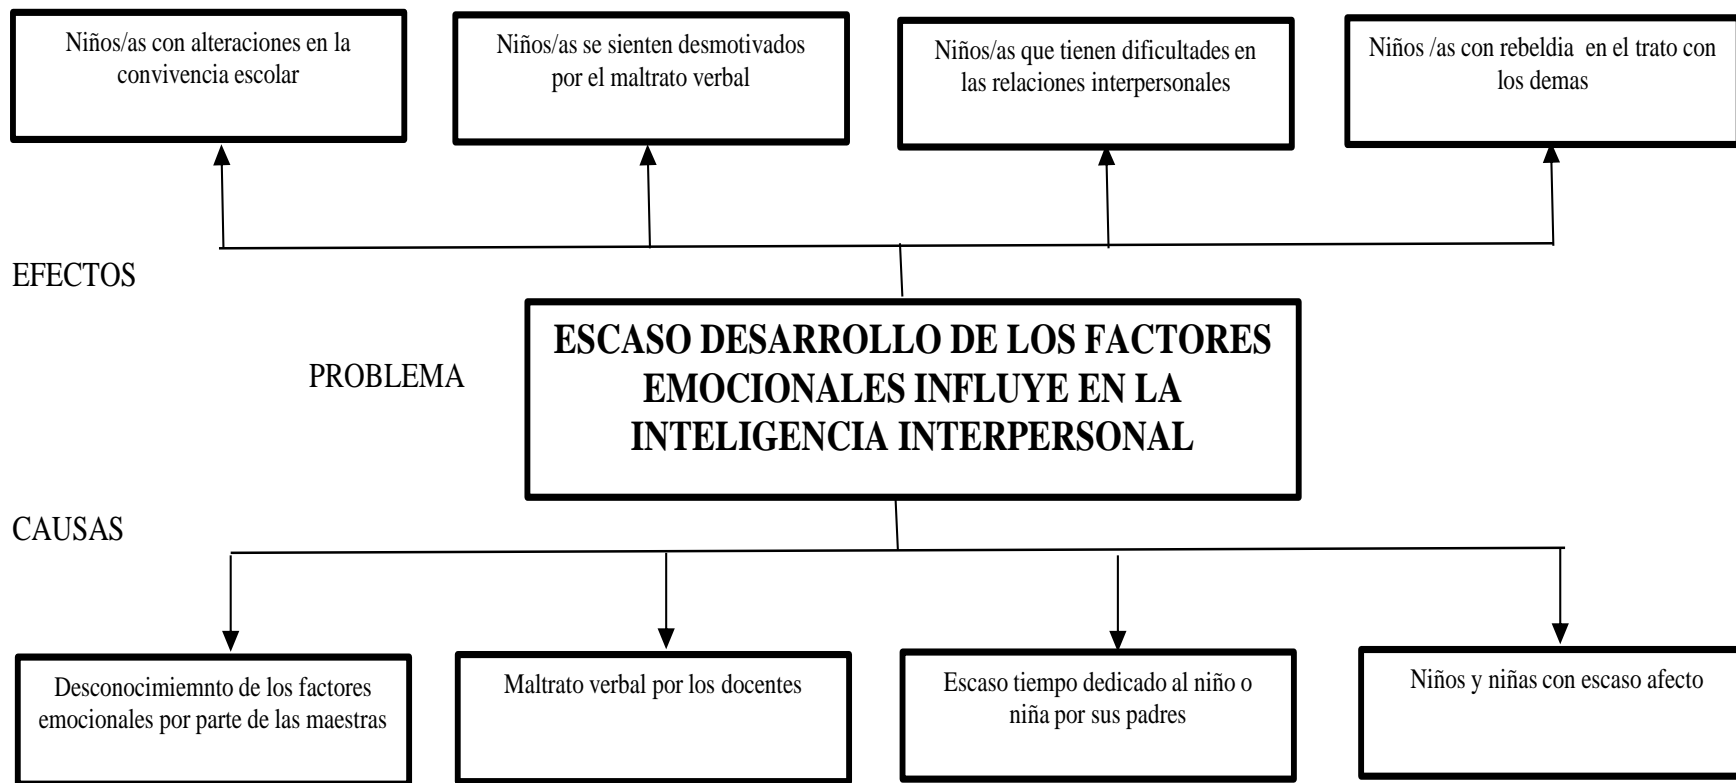 Niños/as con alteraciones en la
convivencia escolar
Niños/as se sienten desmotivados
por el maltrato verbal
Niños/as que tienen dificultades en
las relaciones interpersonales
Niños /as con rebeldia en el trato con
los demas
EFECTOS
PROBLEMA
ESCASO DESARROLLO DE LOS FACTORES
EMOCIONALES INFLUYE EN LA
INTELIGENCIA INTERPERSONAL
CAUSAS
Desconocimiemnto de los factores
emocionales por parte de las maestras
Maltrato verbal por los docentes
Escaso tiempo dedicado al niño o
niña por sus padres
Niños y niñas con escaso afecto